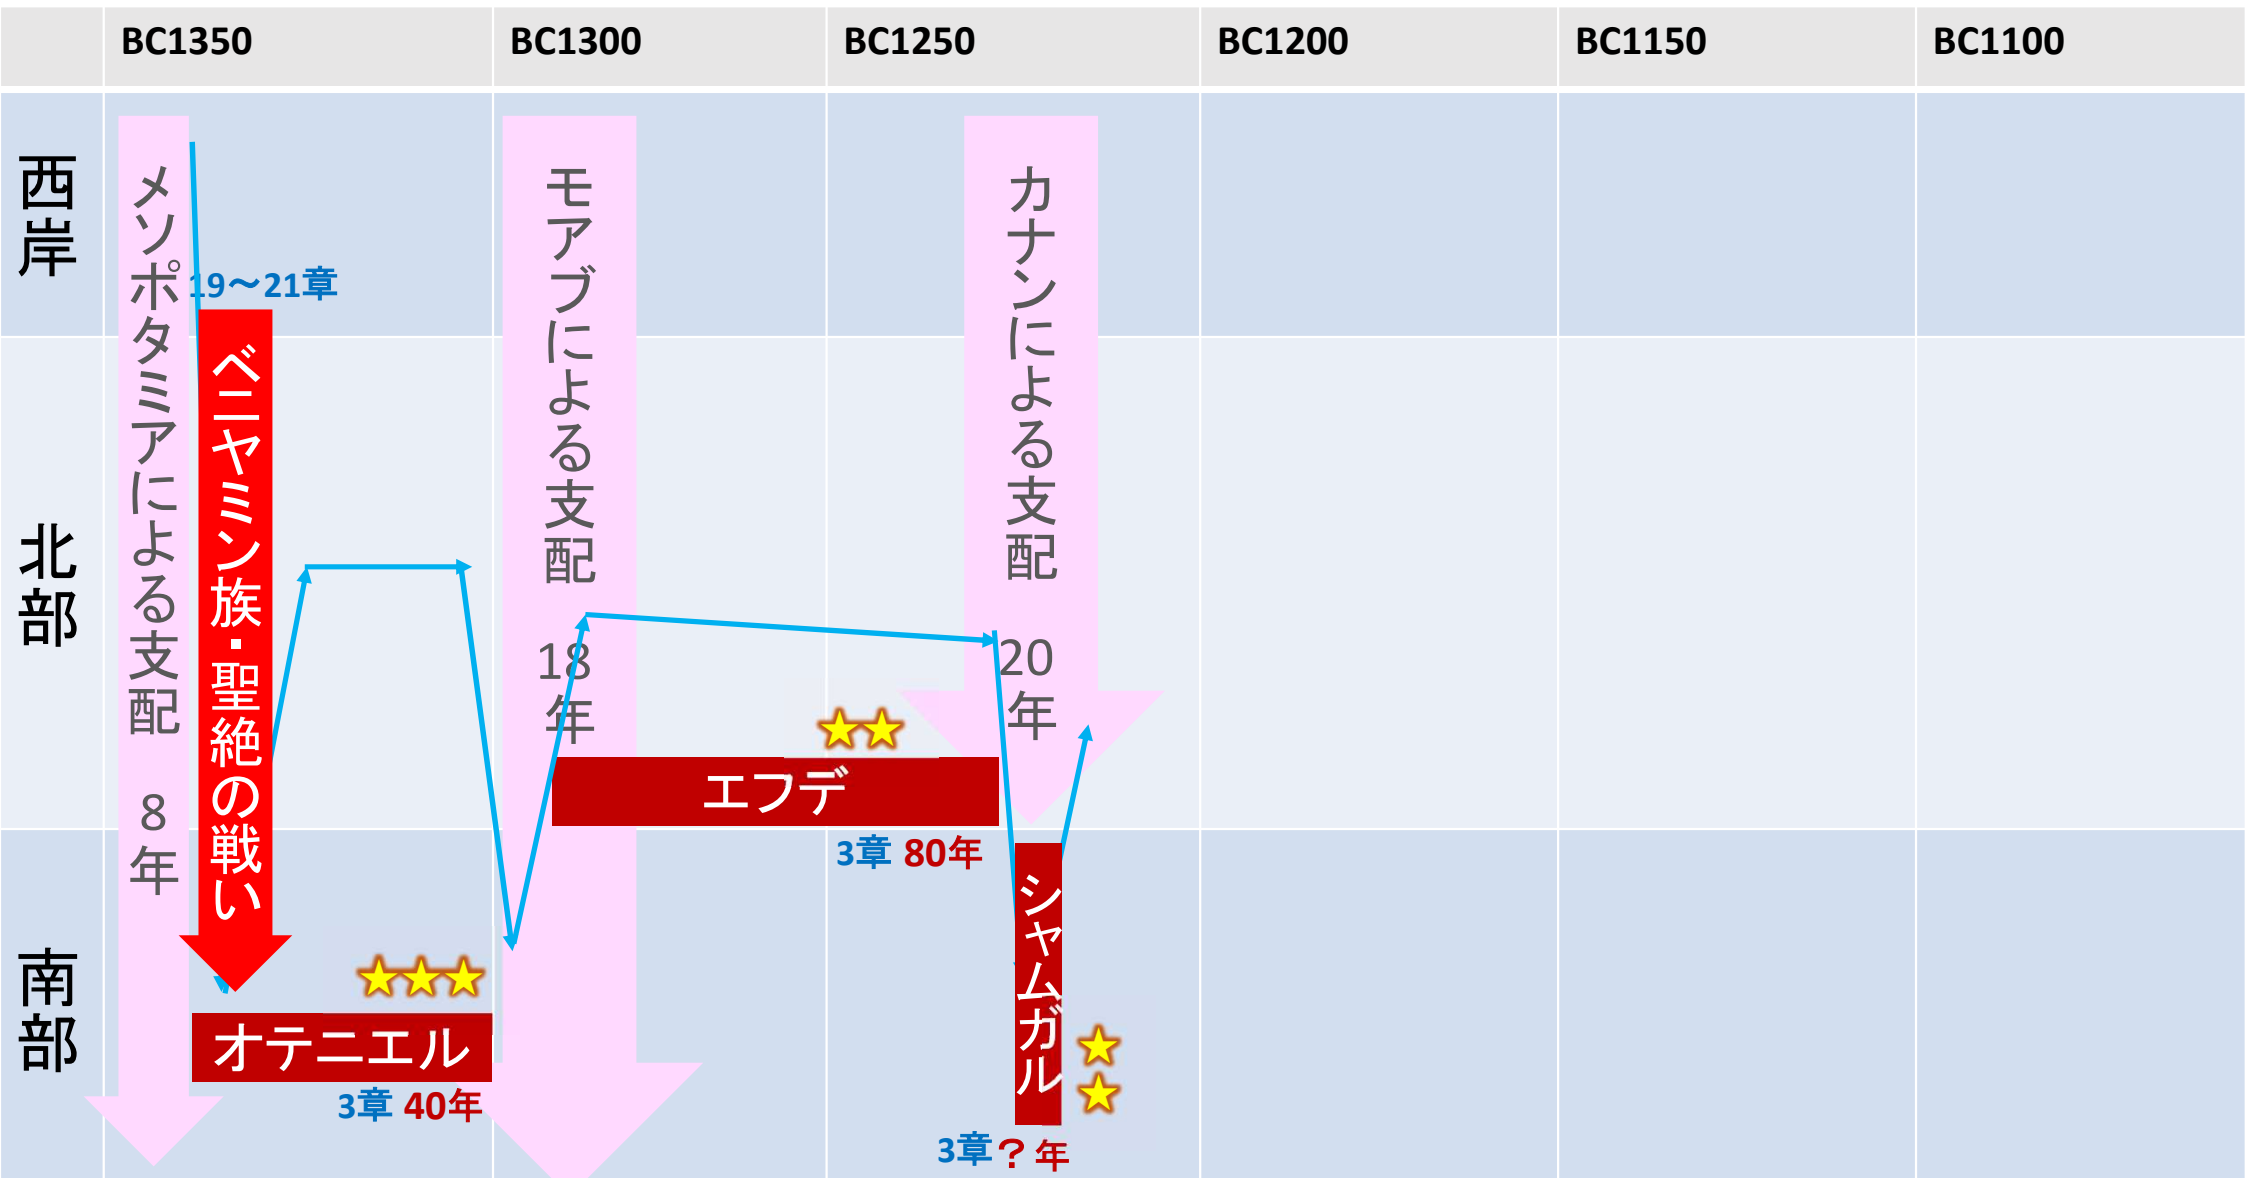 BC1350
BC1300
BC1250
BC1200
BC1150
BC1100
西岸
北部
南部
メソポタミアによる支配 8年
19～21章
ベニヤミン族・聖絶の戦い
オテニエル
3章 40年
モアブによる支配 18年
エフデ
3章 80年
カナンによる支配 20年
シャムガル
3章？年